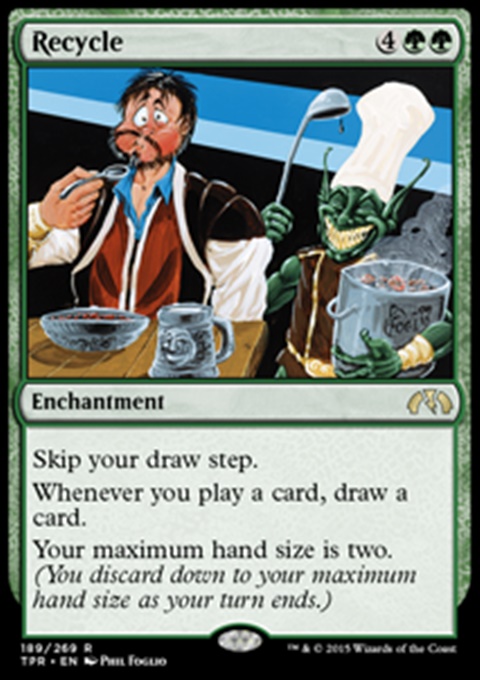 Recycle 4
Enchantment
Skip your draw step.
Whenever you play a card, draw a
card.
Your maximum hand size is two.
(You discard down to your maximum
hand size as your turn ends.)
189/269 R
TPR • EN PHIL FOGLIO
™ & © 2015 Wizards of the Coast